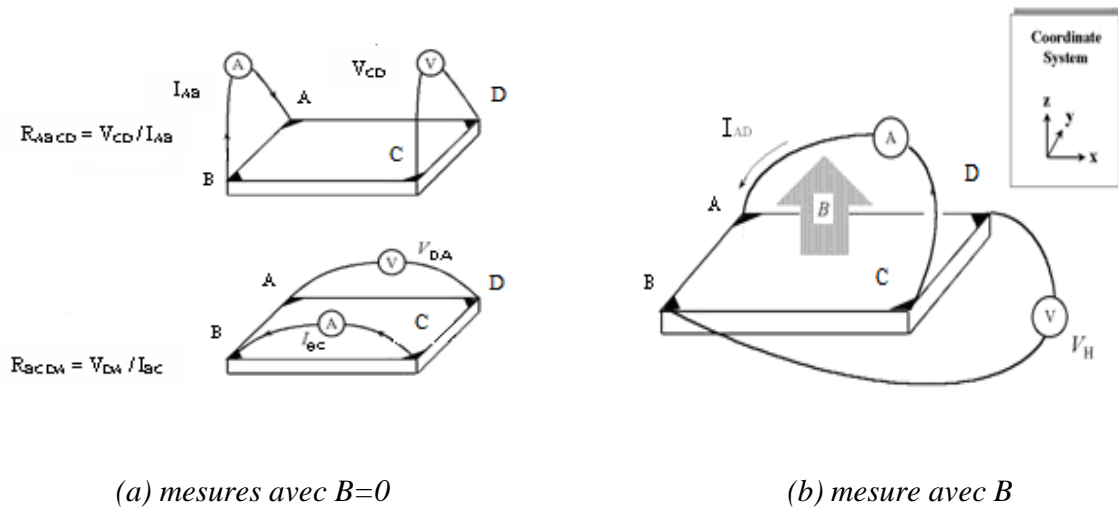 A
V
V_CD
I_AB
A
D
R_ABCD = V_CD / I_AB
C
B
V
V_DA
A
D
B
A
C
I_BC
R_BCDA = V_DA / I_BC
(a) mesures avec B=0
Coordinate
System
z
y
x
I_AD
A
D
A
B
B
C
V
V_H
(b) mesure avec B